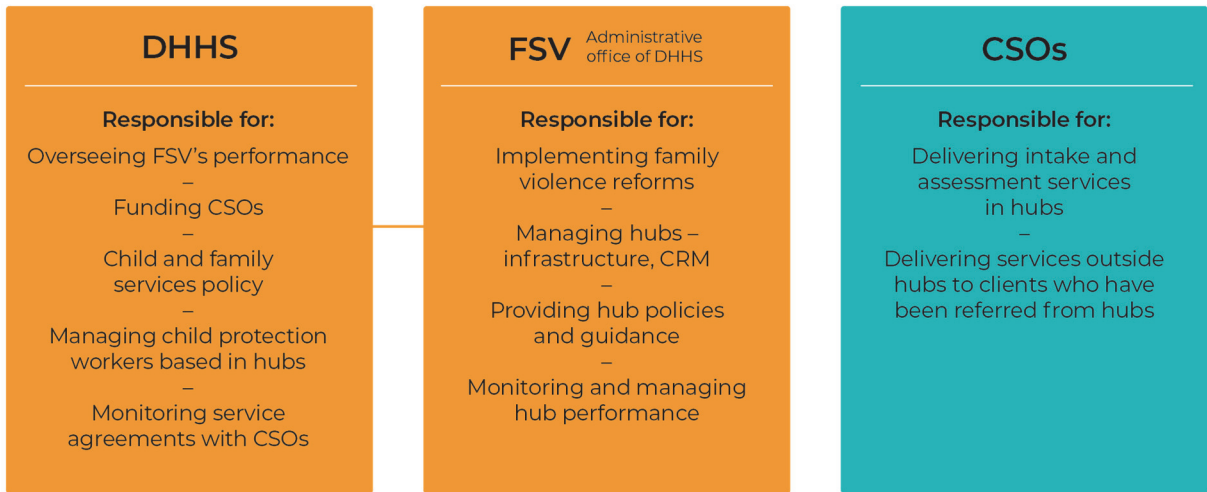 DHHS
Responsible for:
Overseeing FSV’s performance
–
Funding CSOs
–
Child and family
services policy
–
Managing child protection
workers based in hubs
–
Monitoring service
agreements with CSOs
FSV
Administrative
office of DHHS
Responsible for:
Implementing family
violence reforms
–
Managing hubs –
infrastructure, CRM
–
Providing hub policies
and guidance
–
Monitoring and managing
hub performance
CSOs
Responsible for:
Delivering intake and
assessment services
in hubs
–
Delivering services outside
hubs to clients who have
been referred from hubs